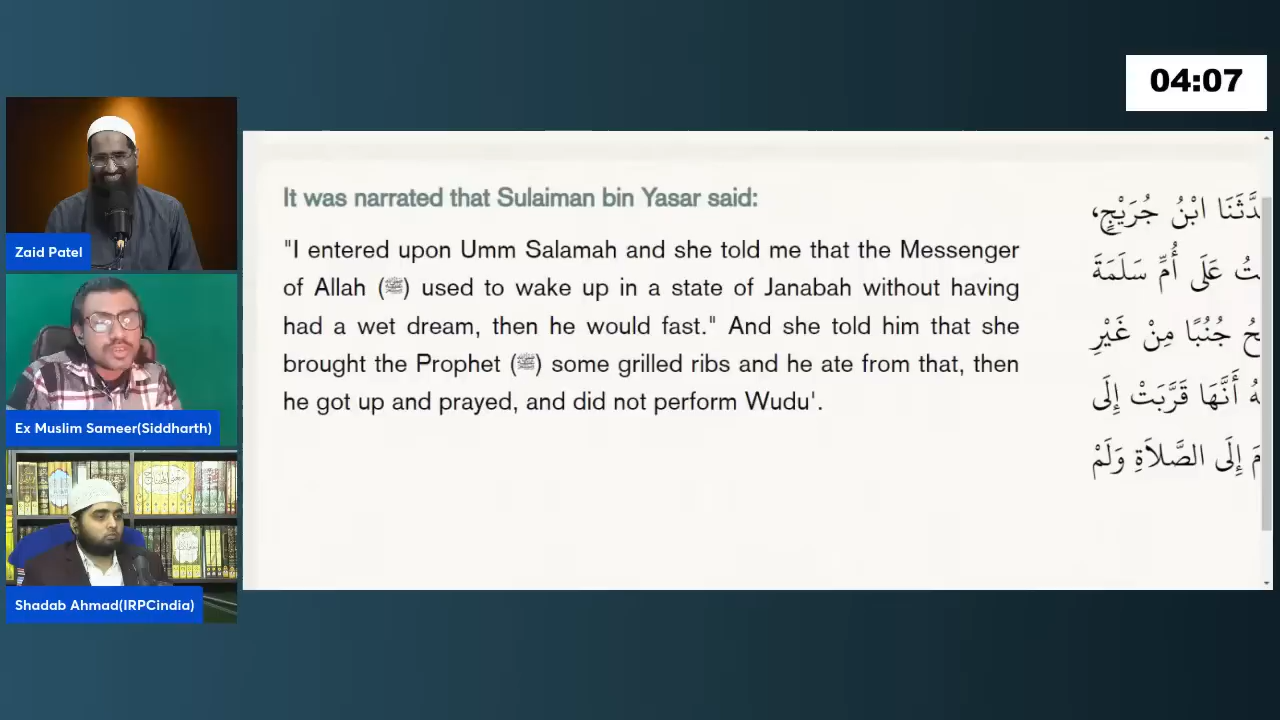 04:07
Zaid Patel
Ex Muslim Sameer(Siddharth)
Shadab Ahmad(IRPCindia)
It was narrated that Sulaiman bin Yasar said:
"I entered upon Umm Salamah and she told me that the Messenger
of Allah (ﷺ) used to wake up in a state of Janabah without having
had a wet dream, then he would fast." And she told him that she
brought the Prophet (ﷺ) some grilled ribs and he ate from that, then
he got up and prayed, and did not perform Wudu'.
ابْنُ جُرَيْجٍ،
عَلَى أُمِّ سَلَمَةَ
جُنُبًا مِنْ غَيْرِ
أَنَّهَا قَرَّبَتْ إِلَى
إِلَى الصَّلاَةِ وَلَمْ